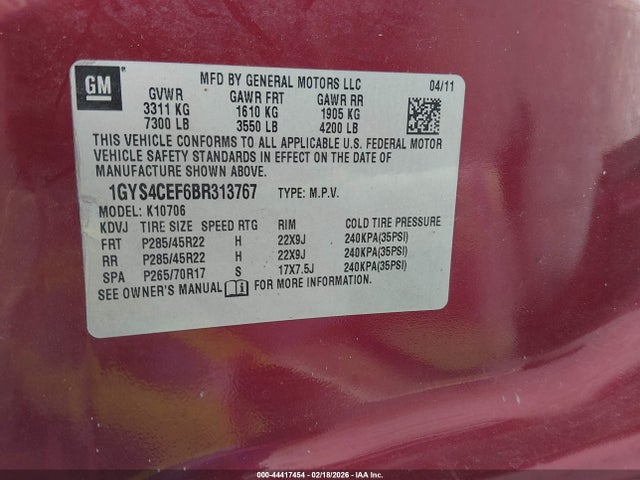 GM
MFD BY GENERAL MOTORS LLC 04/11
GVWR GAWR FRT GAWR RR
3311 KG 1610 KG 1905 KG
7300 LB 3550 LB 4200 LB
THIS VEHICLE CONFORMS TO ALL APPLICABLE U.S. FEDERAL MOTOR
VEHICLE SAFETY STANDARDS IN EFFECT ON THE DATE OF
MANUFACTURE SHOWN ABOVE.
1GYS4CEF6BR313767 TYPE: M.P.V.
MODEL: K10706
KDVJ TIRE SIZE SPEED RTG RIM COLD TIRE PRESSURE
FRT P285/45R22 H 22X9J 240KPA(35PSI)
RR P285/45R22 H 22X9J 240KPA(35PSI)
SPA P265/70R17 S 17X7.5J 240KPA(35PSI)
SEE OWNER'S MANUAL FOR MORE INFORMATION.
000-44417454 - 02/18/2026 - IAA Inc.